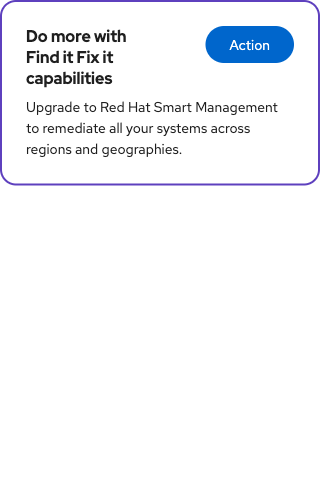 Do more with
Find it Fix it
capabilities
Action
Upgrade to Red Hat Smart Management
to remediate all your systems across
regions and geographies.